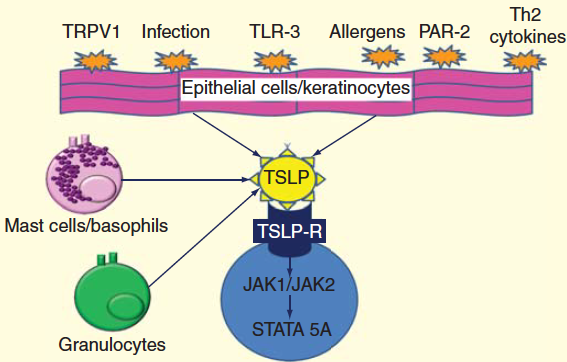 TRPV1 Infection TLR-3 Allergens PAR-2 Th2
cytokines
Epithelial cells/keratinocytes
TSLP
Mast cells/basophils
TSLP-R
JAK1/JAK2
STATA 5A
Granulocytes